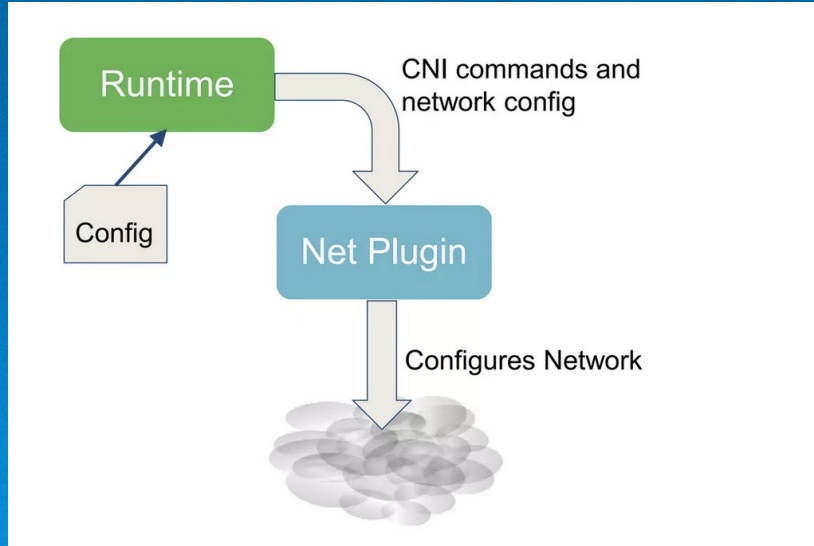 Runtime
CNI commands and
network config
Config
Net Plugin
Configures Network